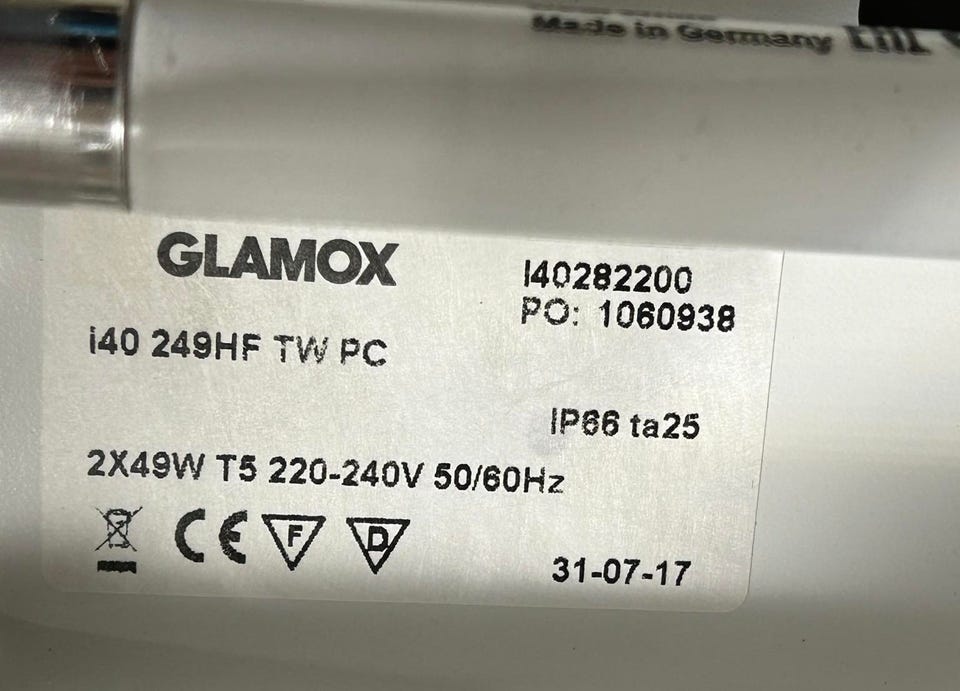 Made in Germany
GLAMOX
I40282200
PO: 1060938
i40 249HF TW PC
IP66 ta25
2X49W T5 220-240V 50/60Hz
CE F D
31-07-17